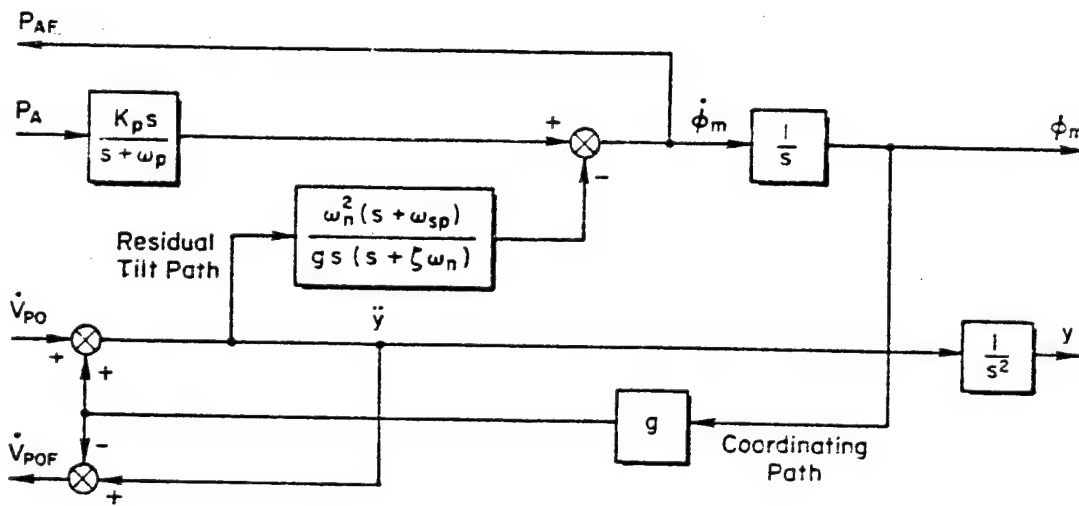 P_AF
P_A
K_p s
s + ω_p
+
−
φ̇_m
1
s
φ_m
ω_n² (s + ω_sp)
g s (s + ζω_n)
Residual
Tilt Path
V̇_PO
+
+
ÿ
1
s²
y
g
Coordinating
Path
−
V̇_POF
+